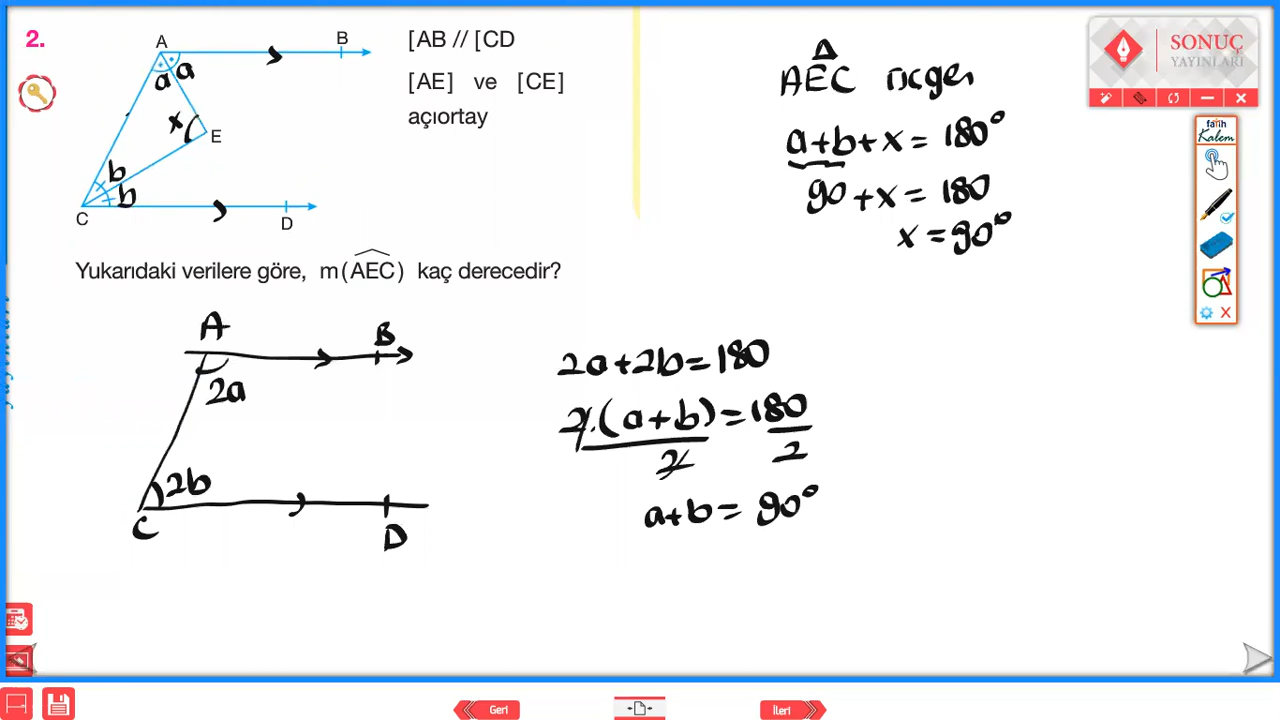 2.
A
B
a
a
x
E
b
b
C
D
[AB // [CD
[AE] ve [CE]
açıortay
Yukarıdaki verilere göre, m(AEC) kaç derecedir?
A
B
2a
2b
C
D
2a+2b=180
2.(a+b)=180
2
2
a+b=90°
AEC üçgen
a+b+x=180°
90+x=180
x=90°
SONUÇ
YAYINLARI
fatih
Kalem
Geri
İleri